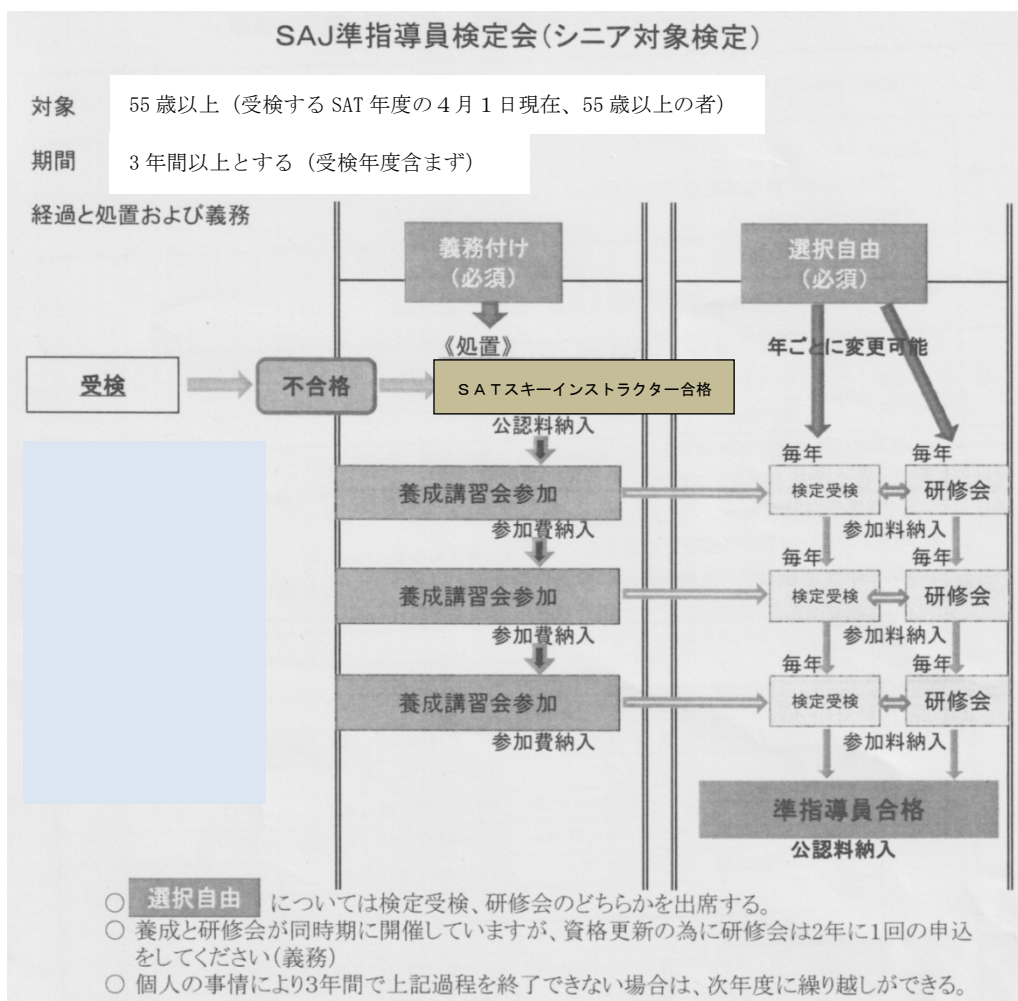 SAJ準指導員検定会(シニア対象検定)
対象
55歳以上（受検する SAT 年度の４月１日現在、55歳以上の者）
期間
3年間以上とする（受検年度含まず）
経過と処置および義務
義務付け
(必須)
選択自由
(必須)
《処置》
年ごとに変更可能
受検
不合格
ＳＡＴスキーインストラクター合格
公認料納入
毎年
毎年
養成講習会参加
検定受検
研修会
参加費納入
参加料納入
毎年
毎年
養成講習会参加
検定受検
研修会
参加費納入
参加料納入
毎年
毎年
養成講習会参加
検定受検
研修会
参加費納入
参加料納入
準指導員合格
公認料納入
○ 選択自由 については検定受検、研修会のどちらかを出席する。
○ 養成と研修会が同時期に開催していますが、資格更新の為に研修会は2年に1回の申込
をしてください(義務)
○ 個人の事情により3年間で上記過程を終了できない場合は、次年度に繰り越しができる。